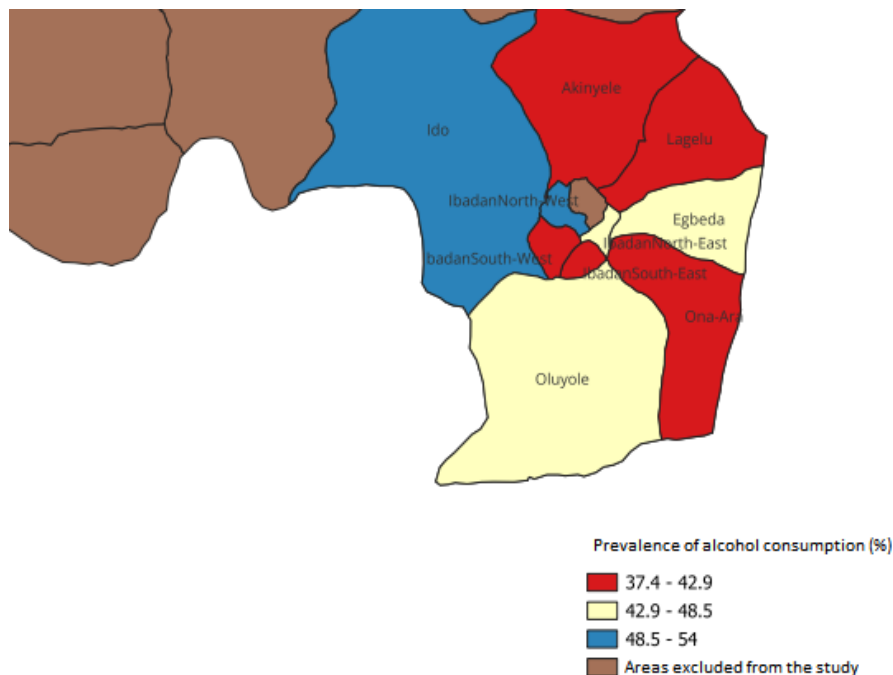 Akinyele
Ido
Lagelu
IbadanNorth-West
Egbeda
IbadanNorth-East
badanSouth-West
IbadanSouth-East
Ona-Ara
Oluyole
Prevalence of alcohol consumption (%)
37.4 - 42.9
42.9 - 48.5
48.5 - 54
Areas excluded from the study